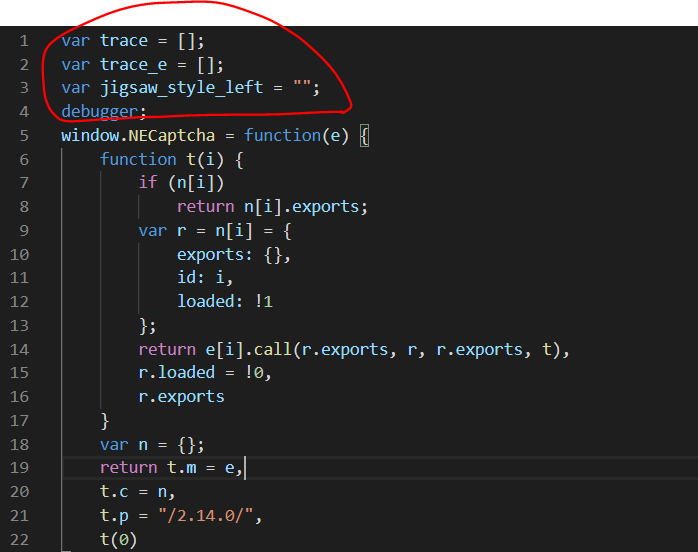 1 var trace = [];
2 var trace_e = [];
3 var jigsaw_style_left = "";
4 debugger;
5 window.NECaptcha = function(e) {
6     function t(i) {
7         if (n[i])
8             return n[i].exports;
9         var r = n[i] = {
10             exports: {},
11             id: i,
12             loaded: !1
13         };
14         return e[i].call(r.exports, r, r.exports, t),
15         r.loaded = !0,
16         r.exports
17     }
18     var n = {};
19     return t.m = e,
20     t.c = n,
21     t.p = "/2.14.0/",
22     t(0)